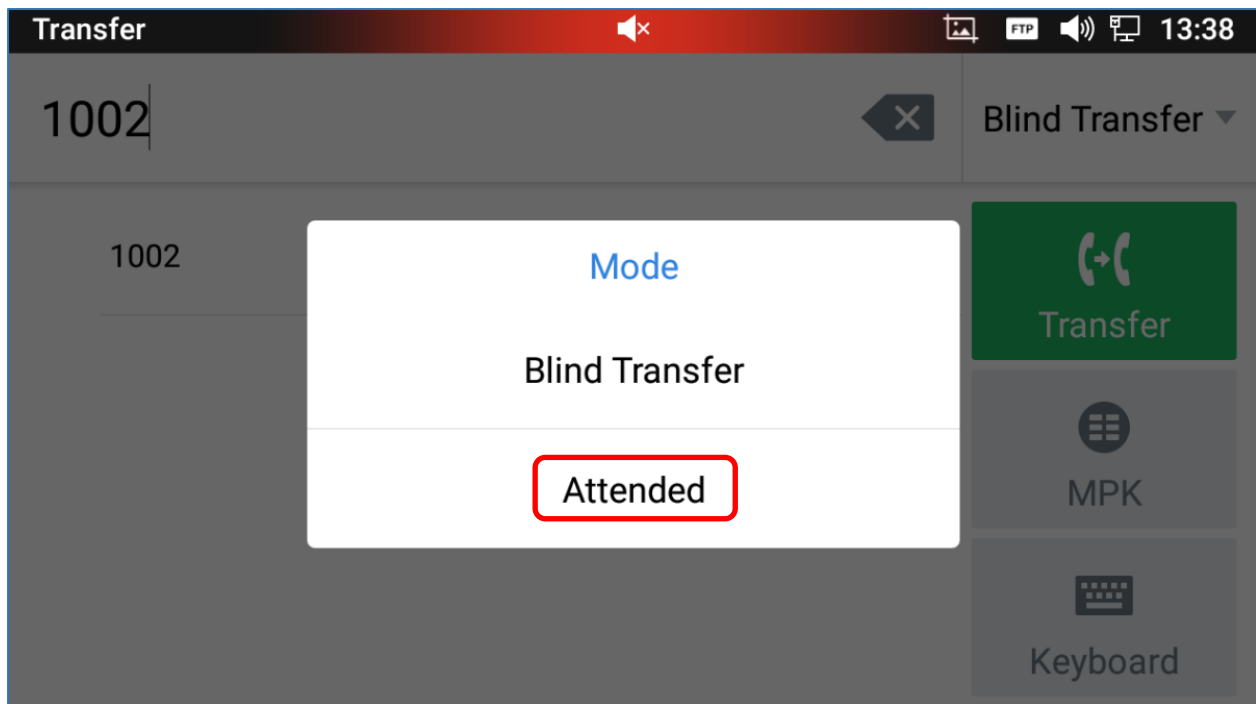 Transfer
FTP
13:38
1002
Blind Transfer
1002
Mode
Blind Transfer
Attended
Transfer
MPK
Keyboard